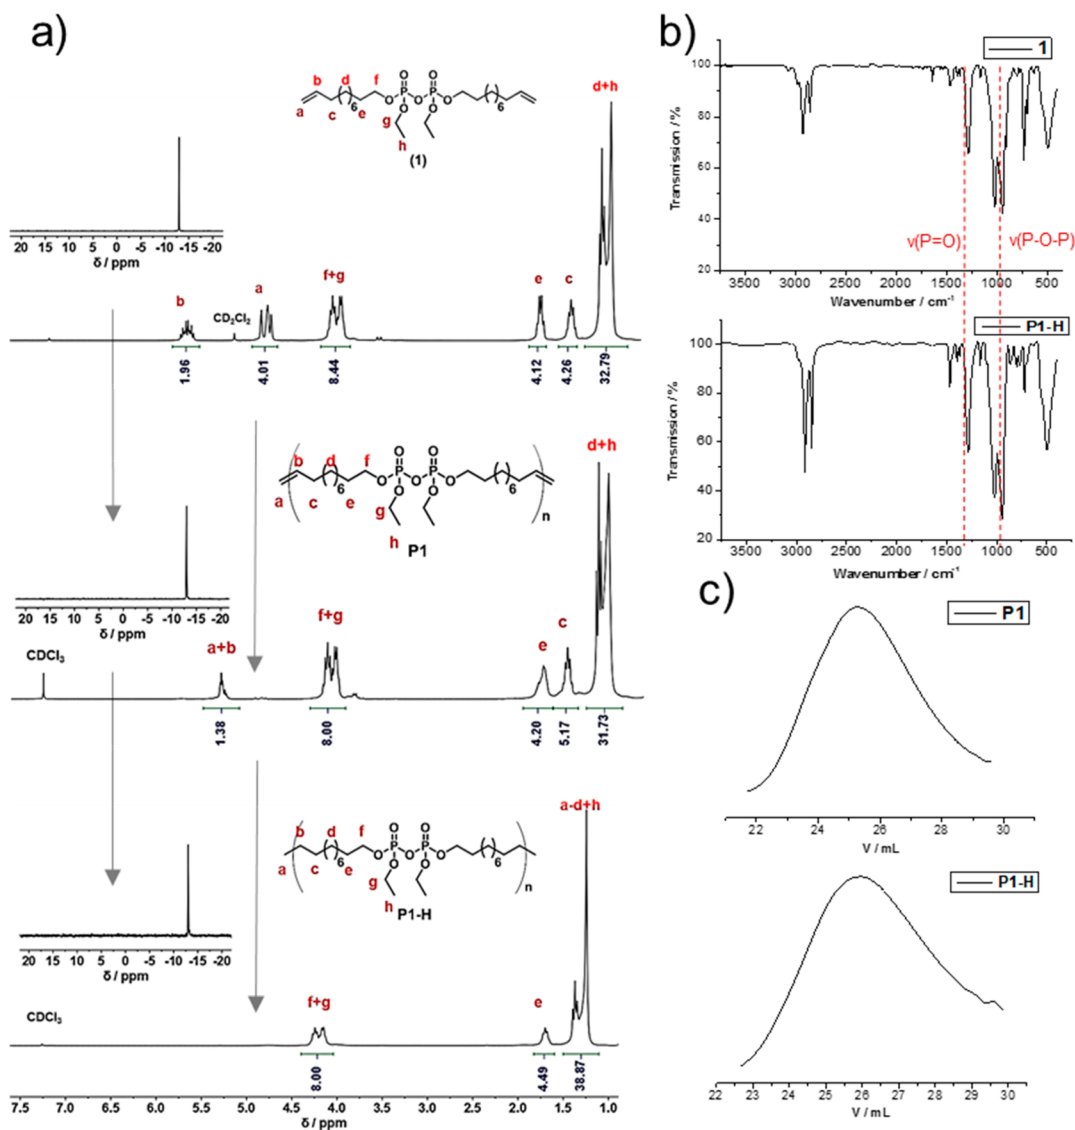 a)
b d f
O O
P P
O O O
6 6
a c e
O O
g
h
(1)
d+h
20 15 10 5 0 -5 -10 -15 -20
δ / ppm
b
CD₂Cl₂
a
f+g
e
c
1.96
4.01
8.44
4.12
4.26
32.79
b d f
O O
P P
O O O
6 6
a c e
O O
g
n
h
P1
d+h
20 15 10 5 0 -5 -10 -15 -20
δ / ppm
CDCl₃
a+b
f+g
e
c
1.38
8.00
4.20
5.17
31.73
a-d+h
b d f
O O
P P
O O O
6 6
a c e
O O
g
n
h
P1-H
20 15 10 5 0 -5 -10 -15 -20
δ / ppm
CDCl₃
f+g
e
8.00
4.49
38.87
7.5 7.0 6.5 6.0 5.5 5.0 4.5 4.0 3.5 3.0 2.5 2.0 1.5 1.0
δ / ppm
b)
1
100
80
60
40
20
Transmission / %
ν(P=O)
ν(P-O-P)
3500 3000 2500 2000 1500 1000 500
Wavenumber / cm⁻¹
P1-H
100
80
60
40
20
Transmission / %
3500 3000 2500 2000 1500 1000 500
Wavenumber / cm⁻¹
c)
P1
22 24 26 28 30
V / mL
P1-H
22 23 24 25 26 27 28 29 30
V / mL